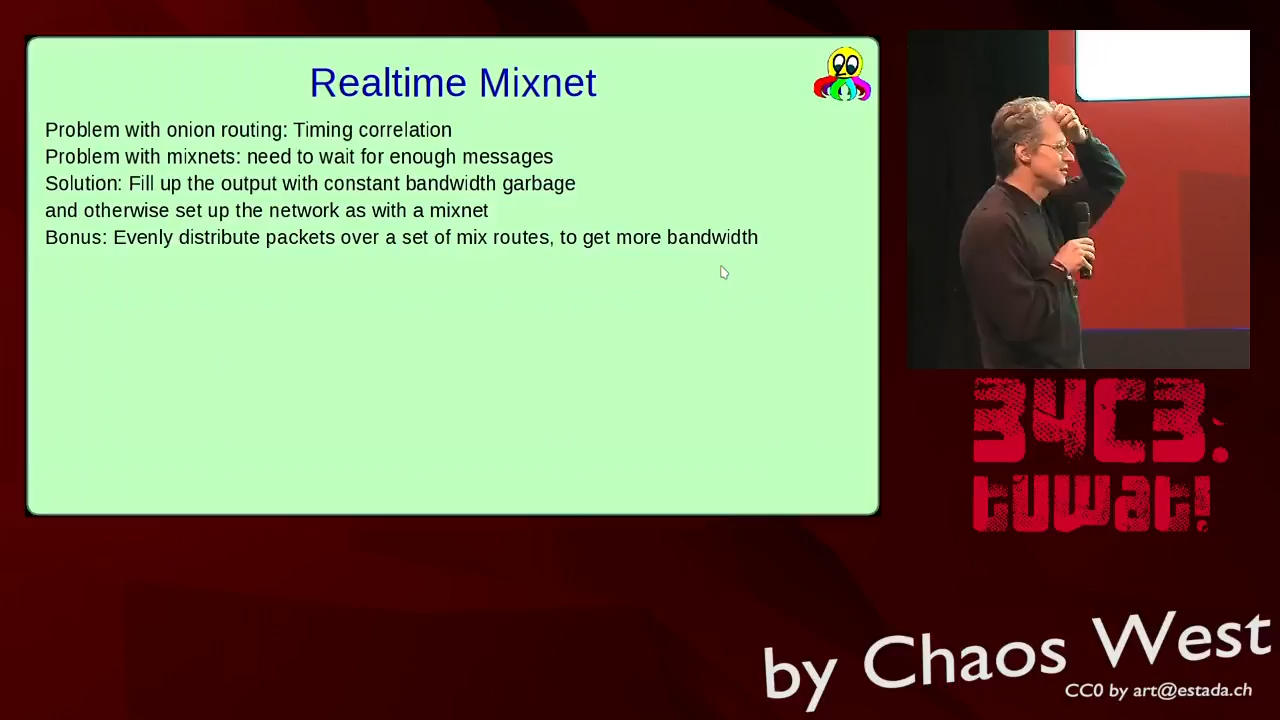 Realtime Mixnet
Problem with onion routing: Timing correlation
Problem with mixnets: need to wait for enough messages
Solution: Fill up the output with constant bandwidth garbage
and otherwise set up the network as with a mixnet
Bonus: Evenly distribute packets over a set of mix routes, to get more bandwidth
34C3:
tuwat!
by Chaos West
CC0 by art@estada.ch